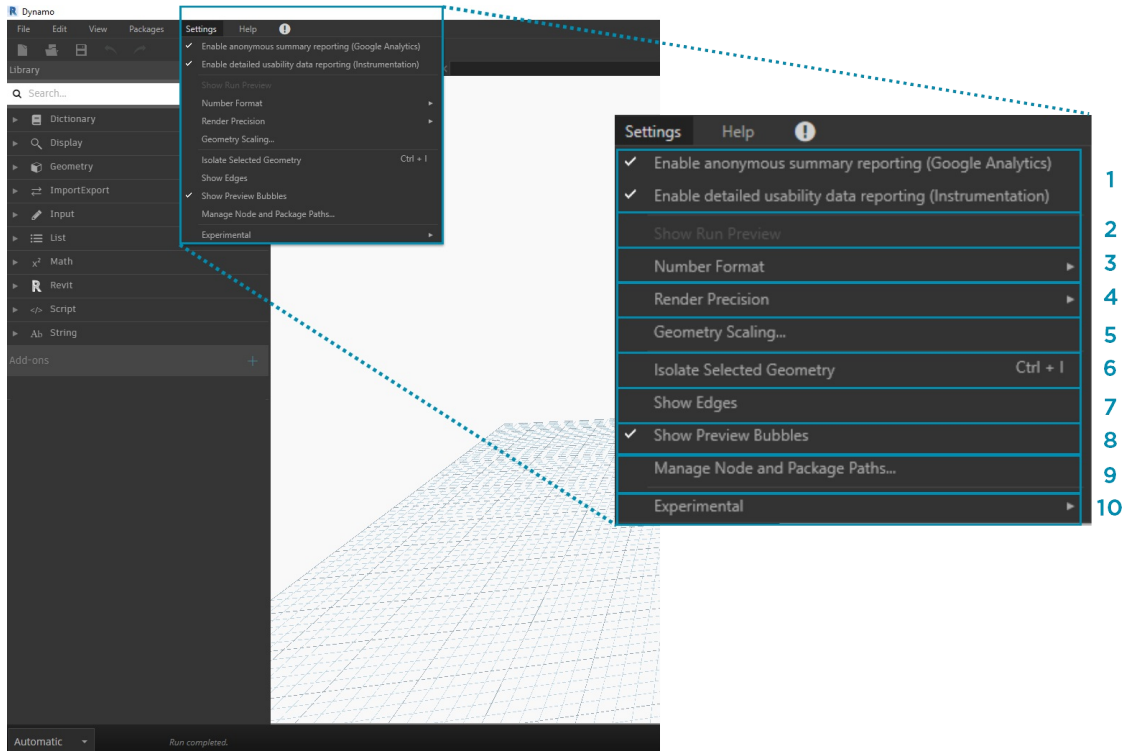 Dynamo
File Edit View Packages Settings Help
Enable anonymous summary reporting (Google Analytics)
Enable detailed usability data reporting (Instrumentation)
Show Run Preview
Number Format
Render Precision
Geometry Scaling...
Isolate Selected Geometry Ctrl + I
Show Edges
Show Preview Bubbles
Manage Node and Package Paths...
Experimental
Library
Search...
Dictionary
Display
Geometry
ImportExport
Input
List
x² Math
R Revit
</> Script
Ab String
Add-ons +
Automatic Run completed.
Settings Help
Enable anonymous summary reporting (Google Analytics)
Enable detailed usability data reporting (Instrumentation)
1
Show Run Preview 2
Number Format 3
Render Precision 4
Geometry Scaling... 5
Isolate Selected Geometry Ctrl + I 6
Show Edges 7
Show Preview Bubbles 8
Manage Node and Package Paths... 9
Experimental 10